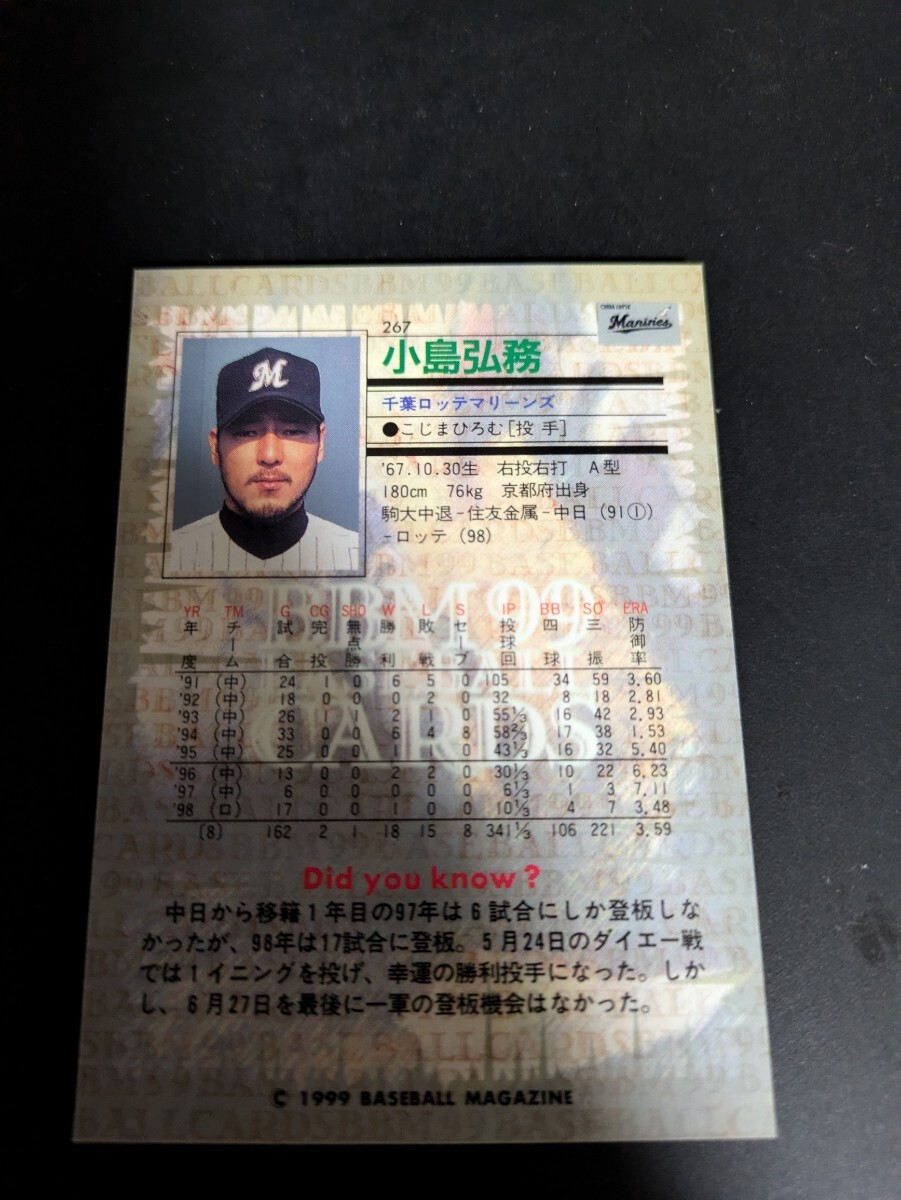 267
CHIBA LOTTE
Marines
小島弘務
千葉ロッテマリーンズ
●こじまひろむ[投手]
'67.10.30生 右投右打 A型
180cm 76kg 京都府出身
駒大中退-住友金属-中日(91①)
-ロッテ(98)
BBM 99
BASEBALL
CARDS
YR TM G CG SHO W L S IP BB SO ERA
年度 チーム 試合 完投 無点勝 勝利 敗戦 セーブ 投球回 四球 三振 防御率
'91 (中) 24 1 0 6 5 0 105 34 59 3.60
'92 (中) 18 0 0 0 2 0 32 8 18 2.81
'93 (中) 26 1 1 2 1 0 55⅓ 16 42 2.93
'94 (中) 33 0 0 6 4 8 58⅔ 17 38 1.53
'95 (中) 25 0 0 1 1 0 43⅓ 16 32 5.40
'96 (中) 13 0 0 2 2 0 30⅓ 10 22 6.23
'97 (中) 6 0 0 0 0 0 6⅓ 1 3 7.11
'98 (ロ) 17 0 0 1 0 0 10⅓ 4 7 3.48
[8] 162 2 1 18 15 8 341⅓ 106 221 3.59
Did you know?
中日から移籍1年目の97年は6試合にしか登板しな
かったが、98年は17試合に登板。5月24日のダイエー戦
では1イニングを投げ、幸運の勝利投手になった。しか
し、6月27日を最後に一軍の登板機会はなかった。
© 1999 BASEBALL MAGAZINE